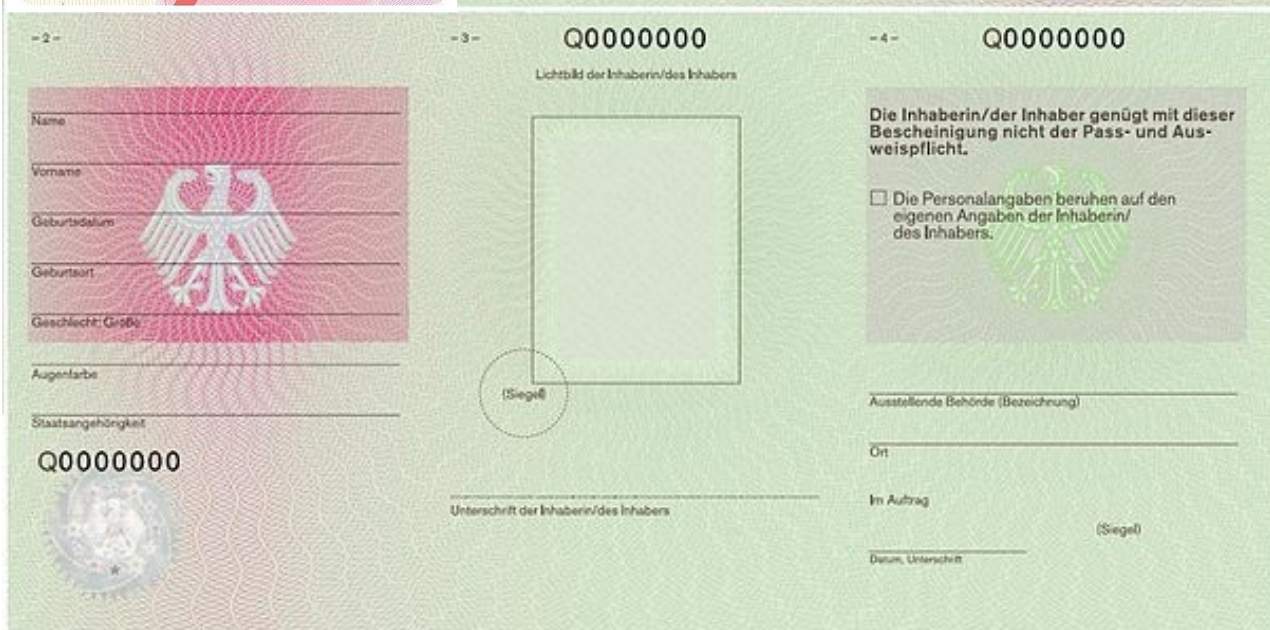 – 2 –
Name
Vorname
Geburtsdatum
Geburtsort
Geschlecht; Größe
Augenfarbe
Staatsangehörigkeit
Q0000000
– 3 –
Q0000000
Lichtbild der Inhaberin/des Inhabers
(Siegel)
Unterschrift der Inhaberin/des Inhabers
– 4 –
Q0000000
Die Inhaberin/der Inhaber genügt mit dieser
Bescheinigung nicht der Pass- und Aus-
weispflicht.
Die Personalangaben beruhen auf den
eigenen Angaben der Inhaberin/
des Inhabers.
Ausstellende Behörde (Bezeichnung)
Ort
Im Auftrag
(Siegel)
Datum, Unterschrift